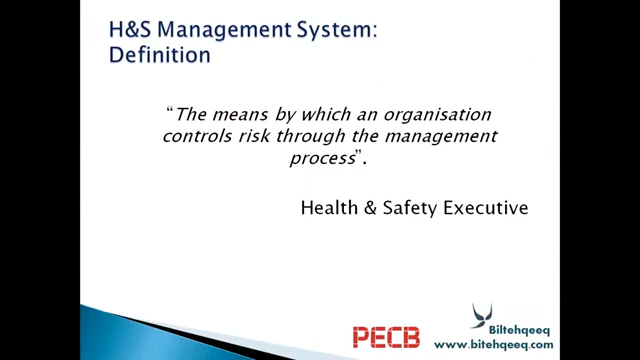 H&S Management System:
Definition
“The means by which an organisation
controls risk through the management
process”.
Health & Safety Executive
PECB
Biltehqeeq
www.bitehqeeq.com